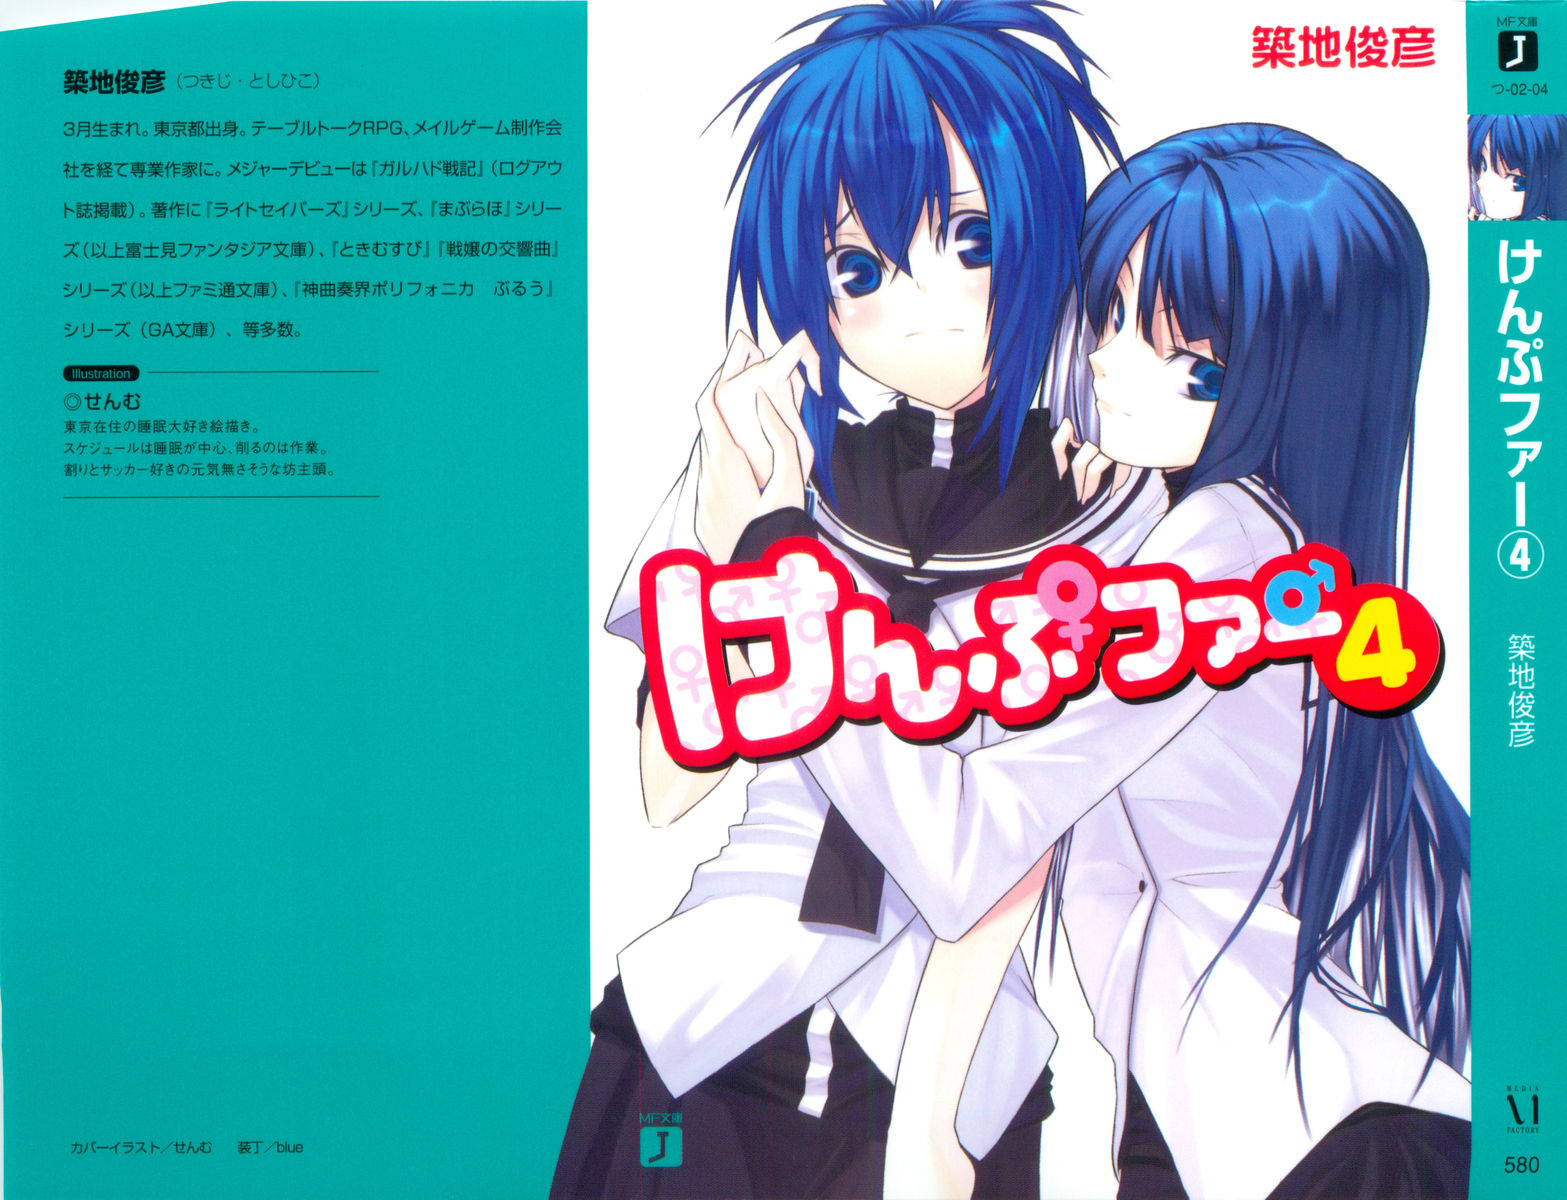 築地俊彦（つきじ・としひこ）
3月生まれ。東京都出身。テーブルトークRPG、メイルゲーム制作会
社を経て専業作家に。メジャーデビューは『ガルハド戦記』（ログアウ
ト誌掲載）。著作に『ライトセイバーズ』シリーズ、『まぶらほ』シリー
ズ（以上富士見ファンタジア文庫）、『ときむすび』『戦嬢の交響曲』
シリーズ（以上ファミ通文庫）、『神曲奏界ポリフォニカ　ぶるう』
シリーズ（GA文庫）、等多数。
Illustration
◎せんむ
東京在住の睡眠大好き絵描き。
スケジュールは睡眠が中心、削るのは作業。
割りとサッカー好きの元気無さそうな坊主頭。
カバーイラスト／せんむ　装丁／blue
築地俊彦
けんぷファー4
MF文庫
J
MF文庫
J
つ-02-04
けんぷファー④
築地俊彦
MEDIA
FACTORY
580